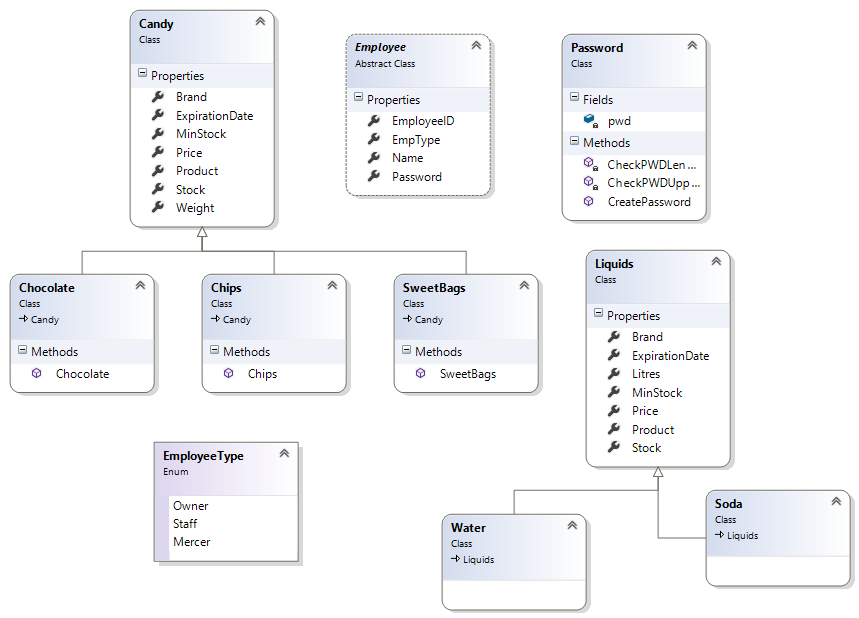 Candy
Class
Properties
Brand
ExpirationDate
MinStock
Price
Product
Stock
Weight
Employee
Abstract Class
Properties
EmployeeID
EmpType
Name
Password
Password
Class
Fields
pwd
Methods
CheckPWDLen ...
CheckPWDUpp ...
CreatePassword
Chocolate
Class
Candy
Methods
Chocolate
Chips
Class
Candy
Methods
Chips
SweetBags
Class
Candy
Methods
SweetBags
Liquids
Class
Properties
Brand
ExpirationDate
Litres
MinStock
Price
Product
Stock
EmployeeType
Enum
Owner
Staff
Mercer
Water
Class
Liquids
Soda
Class
Liquids